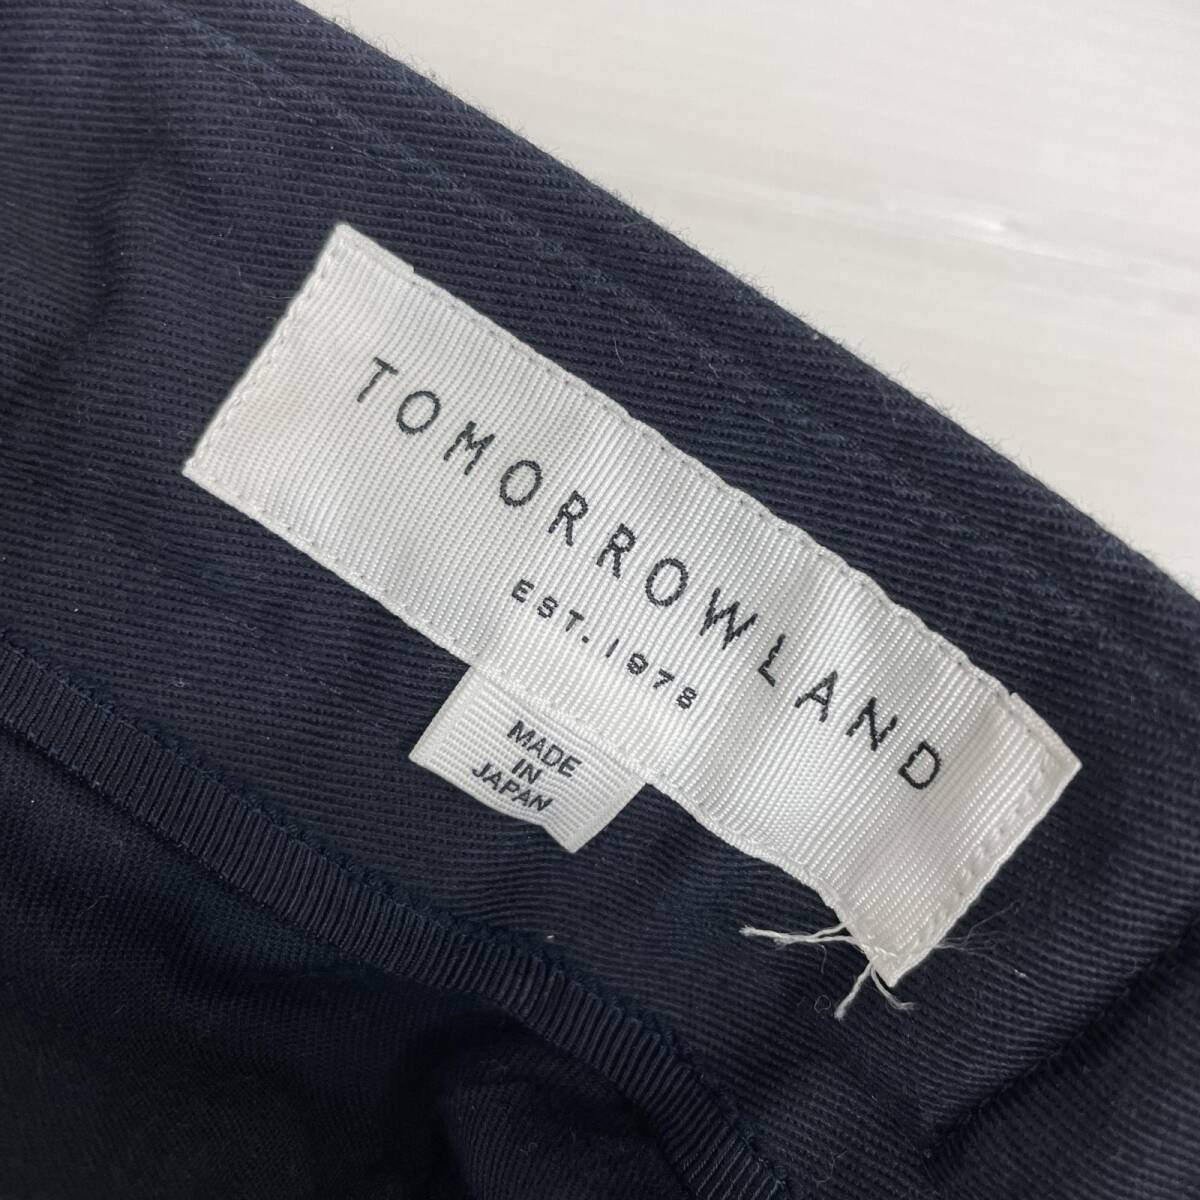 TOMORROWLAND
EST. 1978
MADE
IN
JAPAN